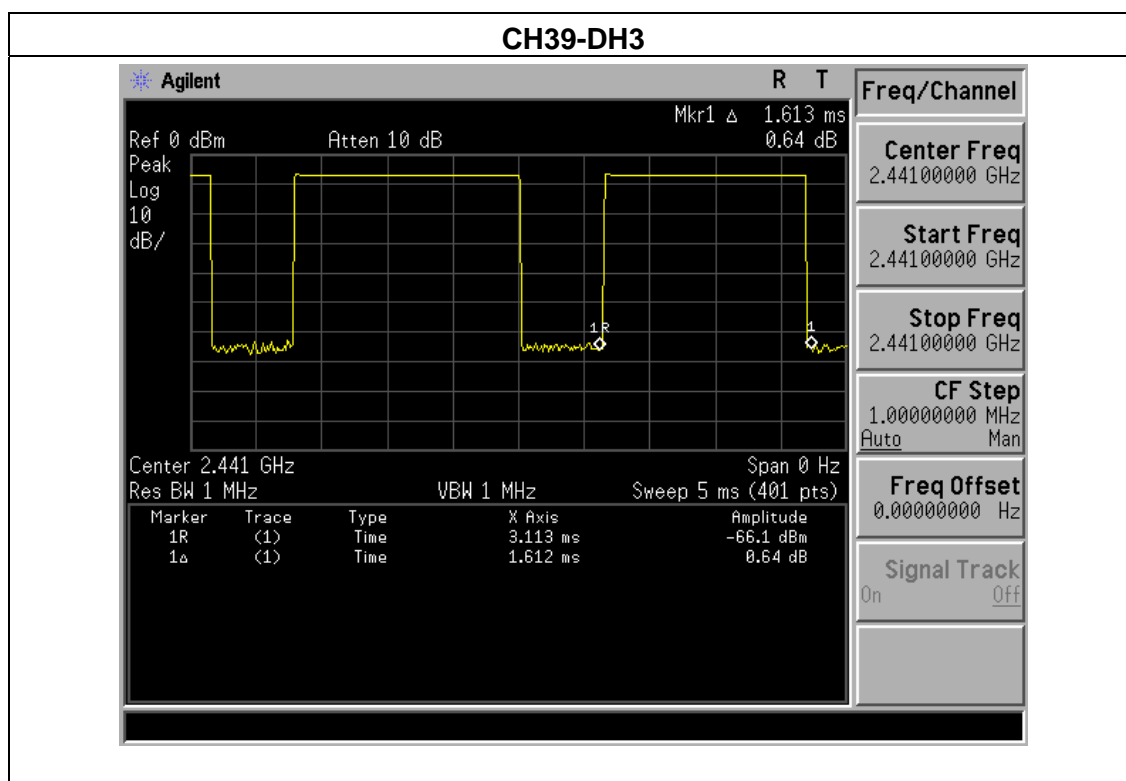 CH39-DH3
Agilent R T
Mkr1 Δ 1.613 ms
Ref 0 dBm Atten 10 dB 0.64 dB
Peak
Log
10
dB/
1R 1
Center 2.441 GHz Span 0 Hz
Res BW 1 MHz VBW 1 MHz Sweep 5 ms (401 pts)
Marker Trace Type X Axis Amplitude
1R (1) Time 3.113 ms -66.1 dBm
1Δ (1) Time 1.612 ms 0.64 dB
Freq/Channel
Center Freq
2.44100000 GHz
Start Freq
2.44100000 GHz
Stop Freq
2.44100000 GHz
CF Step
1.00000000 MHz
Auto Man
Freq Offset
0.00000000 Hz
Signal Track
On Off